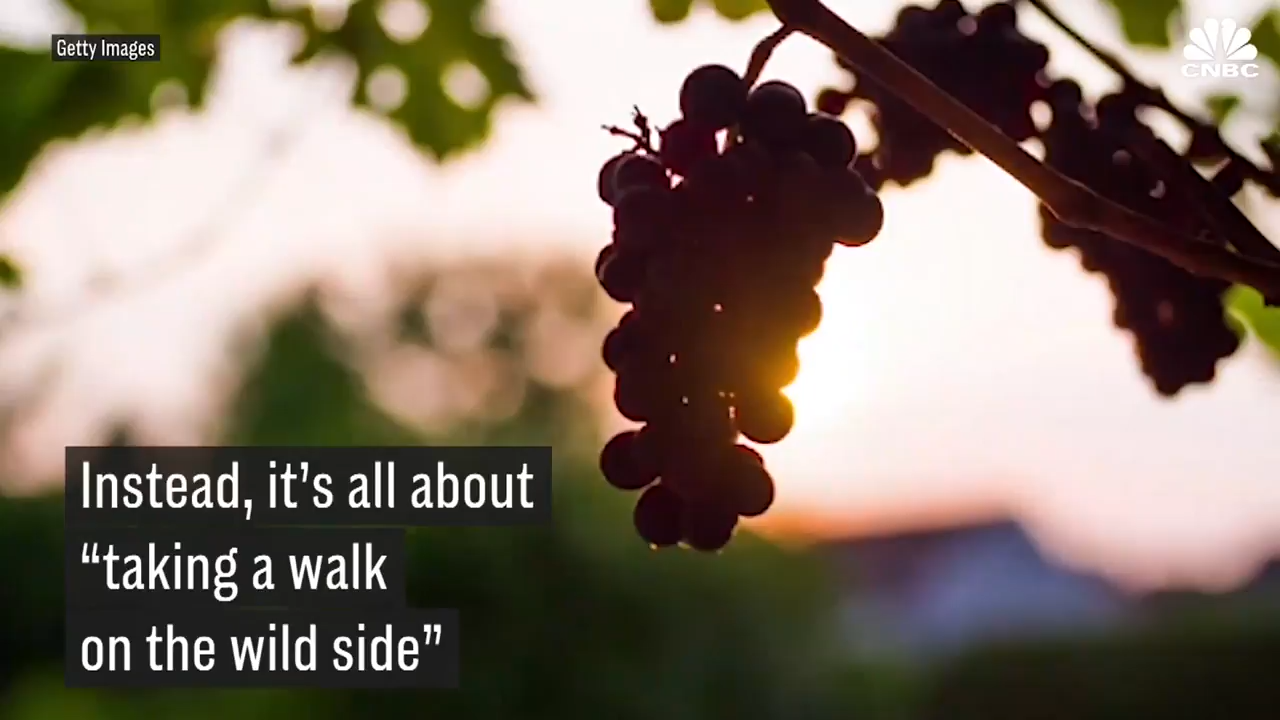 Getty Images
CNBC
Instead, it’s all about
“taking a walk
on the wild side”